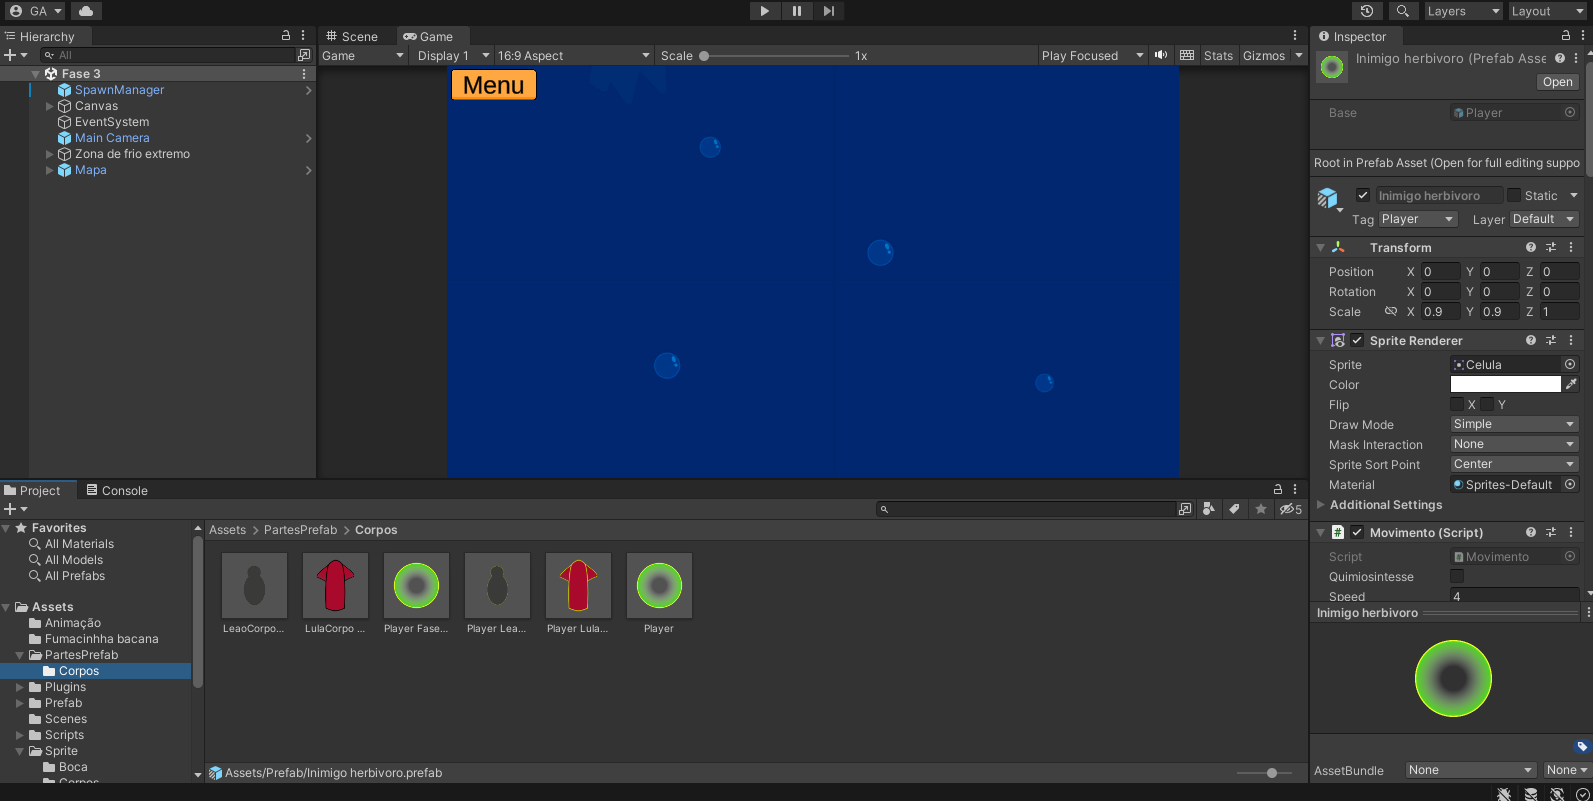 GA
Layers
Layout
Hierarchy
All
Fase 3
SpawnManager
Canvas
EventSystem
Main Camera
Zona de frio extremo
Mapa
Scene
Game
Game
Display 1
16:9 Aspect
Scale
1x
Play Focused
Stats
Gizmos
Menu
Inspector
Inimigo herbivoro (Prefab Asse
Open
Base
Player
Root in Prefab Asset (Open for full editing suppo
Inimigo herbivoro
Static
Tag
Player
Layer
Default
Transform
Position X 0 Y 0 Z 0
Rotation X 0 Y 0 Z 0
Scale X 0.9 Y 0.9 Z 1
Sprite Renderer
Sprite
Celula
Color
Flip X Y
Draw Mode
Simple
Mask Interaction
None
Sprite Sort Point
Center
Material
Sprites-Default
Additional Settings
Movimento (Script)
Script
Movimento
Quimiosintesse
Speed
4
Inimigo herbivoro
AssetBundle
None
None
Project
Console
5
Favorites
All Materials
All Models
All Prefabs
Assets
Animação
Fumacinhha bacana
PartesPrefab
Corpos
Plugins
Prefab
Scenes
Scripts
Sprite
Boca
Corpos
Assets > PartesPrefab > Corpos
LeaoCorpo...
LulaCorpo ...
Player Fase...
Player Lea...
Player Lula...
Player
Assets/Prefab/Inimigo herbivoro.prefab